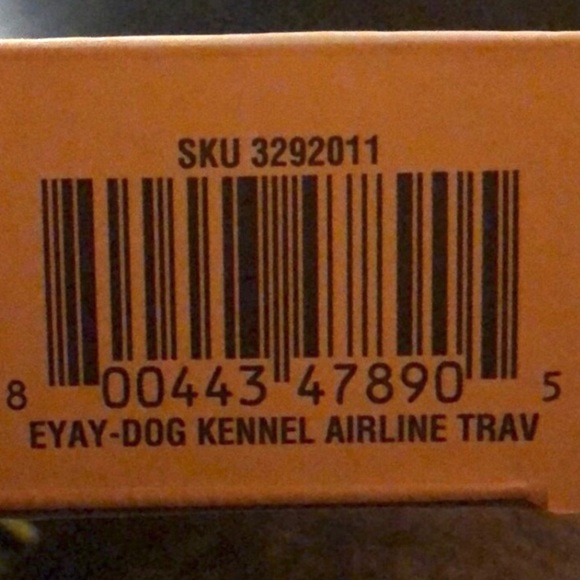 SKU 3292011
8 00443 47890 5
EYAY-DOG KENNEL AIRLINE TRAV